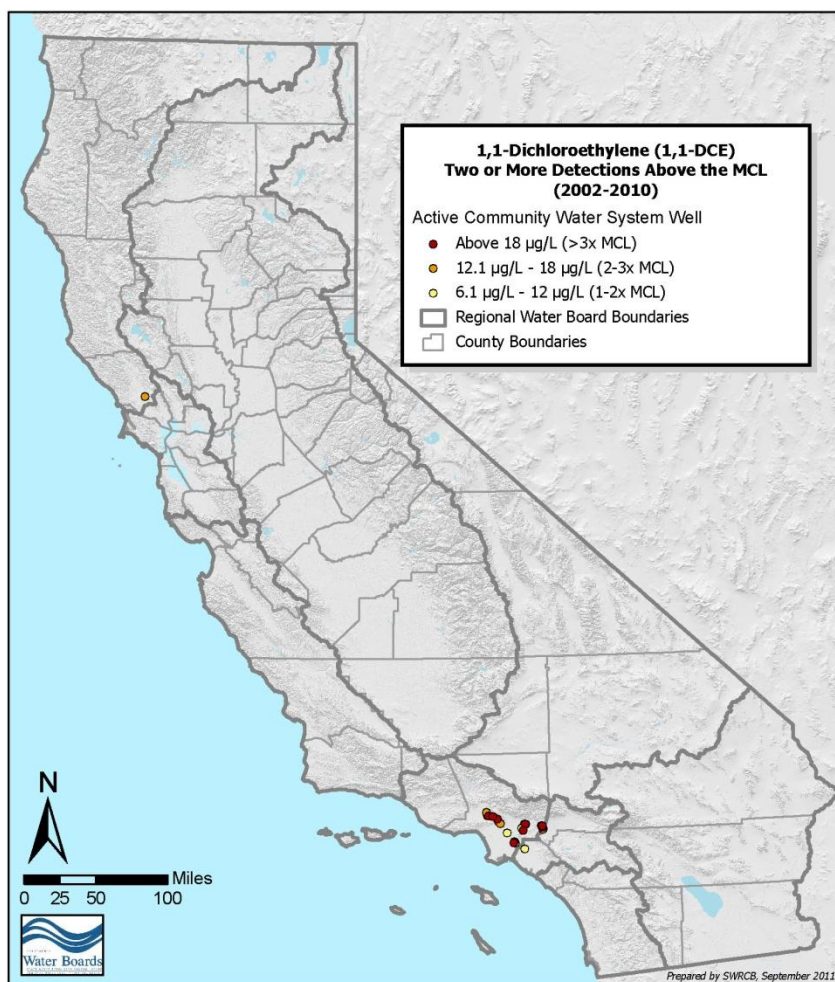 1,1-Dichloroethylene (1,1-DCE)
Two or More Detections Above the MCL
(2002-2010)
Active Community Water System Well
Above 18 µg/L (>3x MCL)
12.1 µg/L - 18 µg/L (2-3x MCL)
6.1 µg/L - 12 µg/L (1-2x MCL)
Regional Water Board Boundaries
County Boundaries
N
Miles
0 25 50 100
Water Boards
Prepared by SWRCB, September 2011